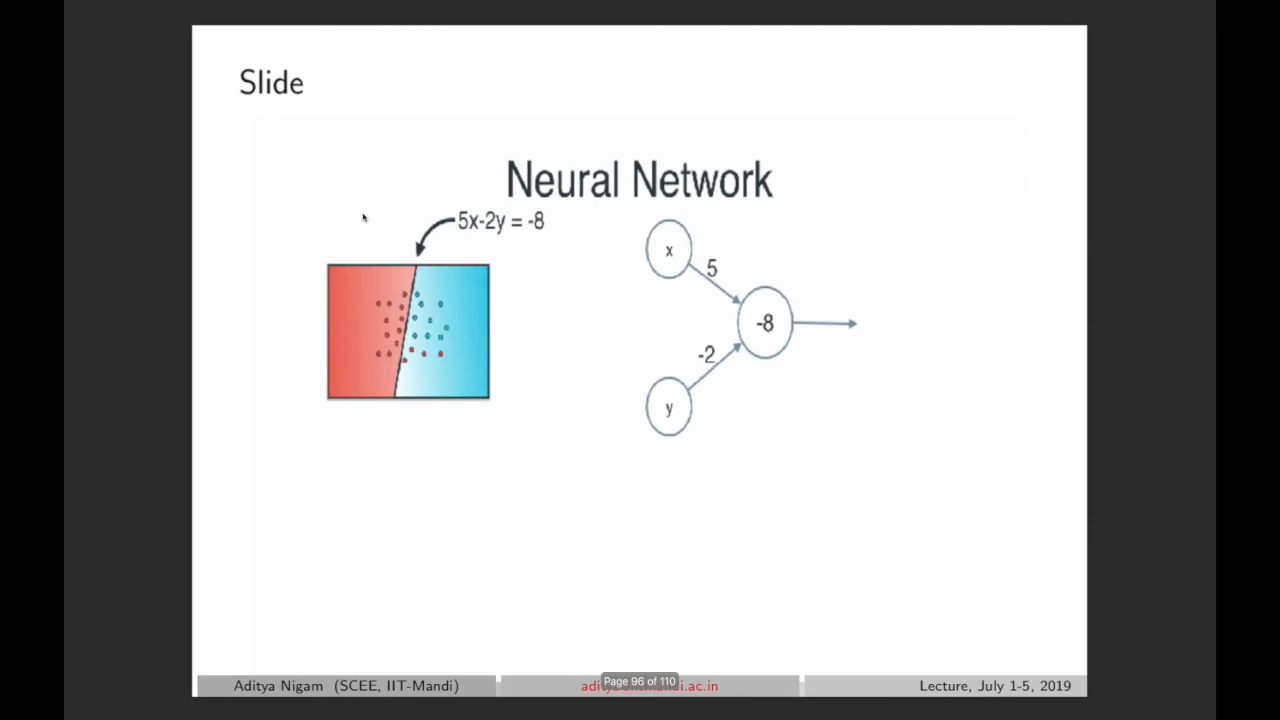 Slide
Neural Network
5x-2y = -8
x
5
-8
-2
y
Aditya Nigam (SCEE, IIT-Mandi)
Page 96 of 110
Lecture, July 1-5, 2019